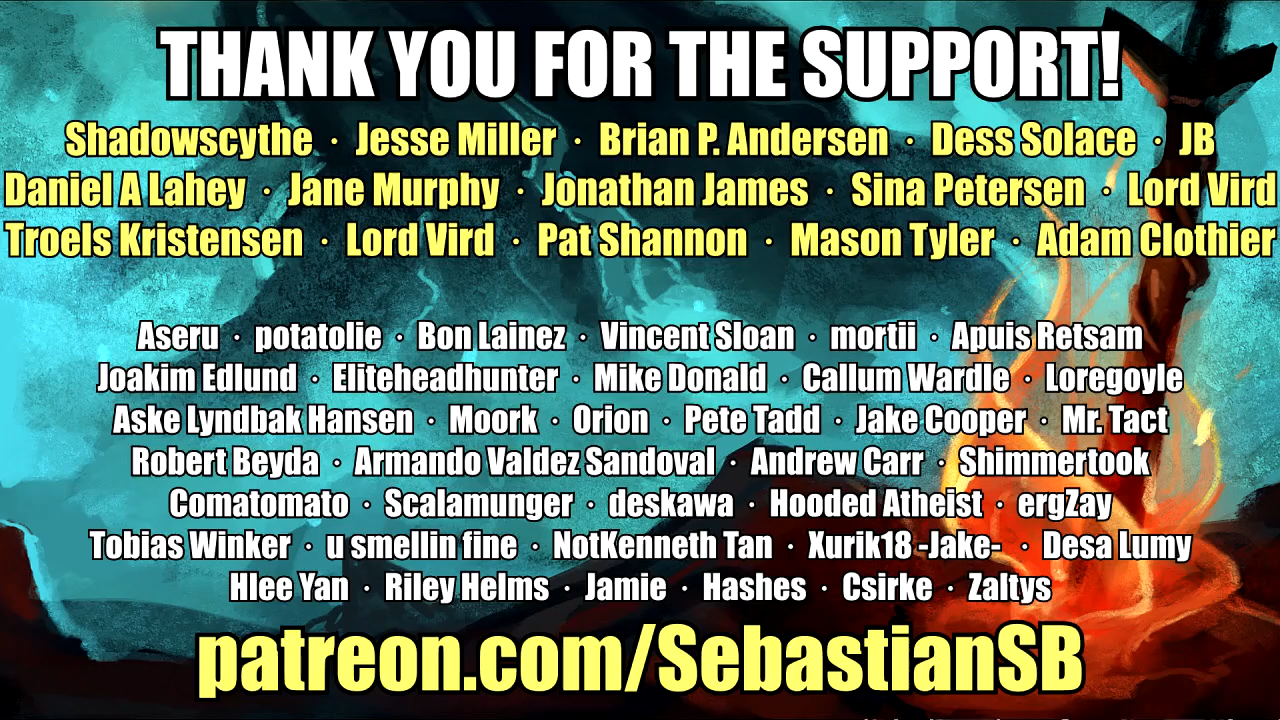 THANK YOU FOR THE SUPPORT!
Shadowscythe · Jesse Miller · Brian P. Andersen · Dess Solace · JB
Daniel A Lahey · Jane Murphy · Jonathan James · Sina Petersen · Lord Vird
Troels Kristensen · Lord Vird · Pat Shannon · Mason Tyler · Adam Clothier
Aseru · potatolie · Bon Lainez · Vincent Sloan · mortii · Apuis Retsam
Joakim Edlund · Eliteheadhunter · Mike Donald · Callum Wardle · Loregoyle
Aske Lyndbak Hansen · Moork · Orion · Pete Tadd · Jake Cooper · Mr. Tact
Robert Beyda · Armando Valdez Sandoval · Andrew Carr · Shimmertook
Comatomato · Scalamunger · deskawa · Hooded Atheist · ergZay
Tobias Winker · u smellin fine · NotKenneth Tan · Xurik18 -Jake- · Desa Lumy
Hlee Yan · Riley Helms · Jamie · Hashes · Csirke · Zaltys
patreon.com/SebastianSB